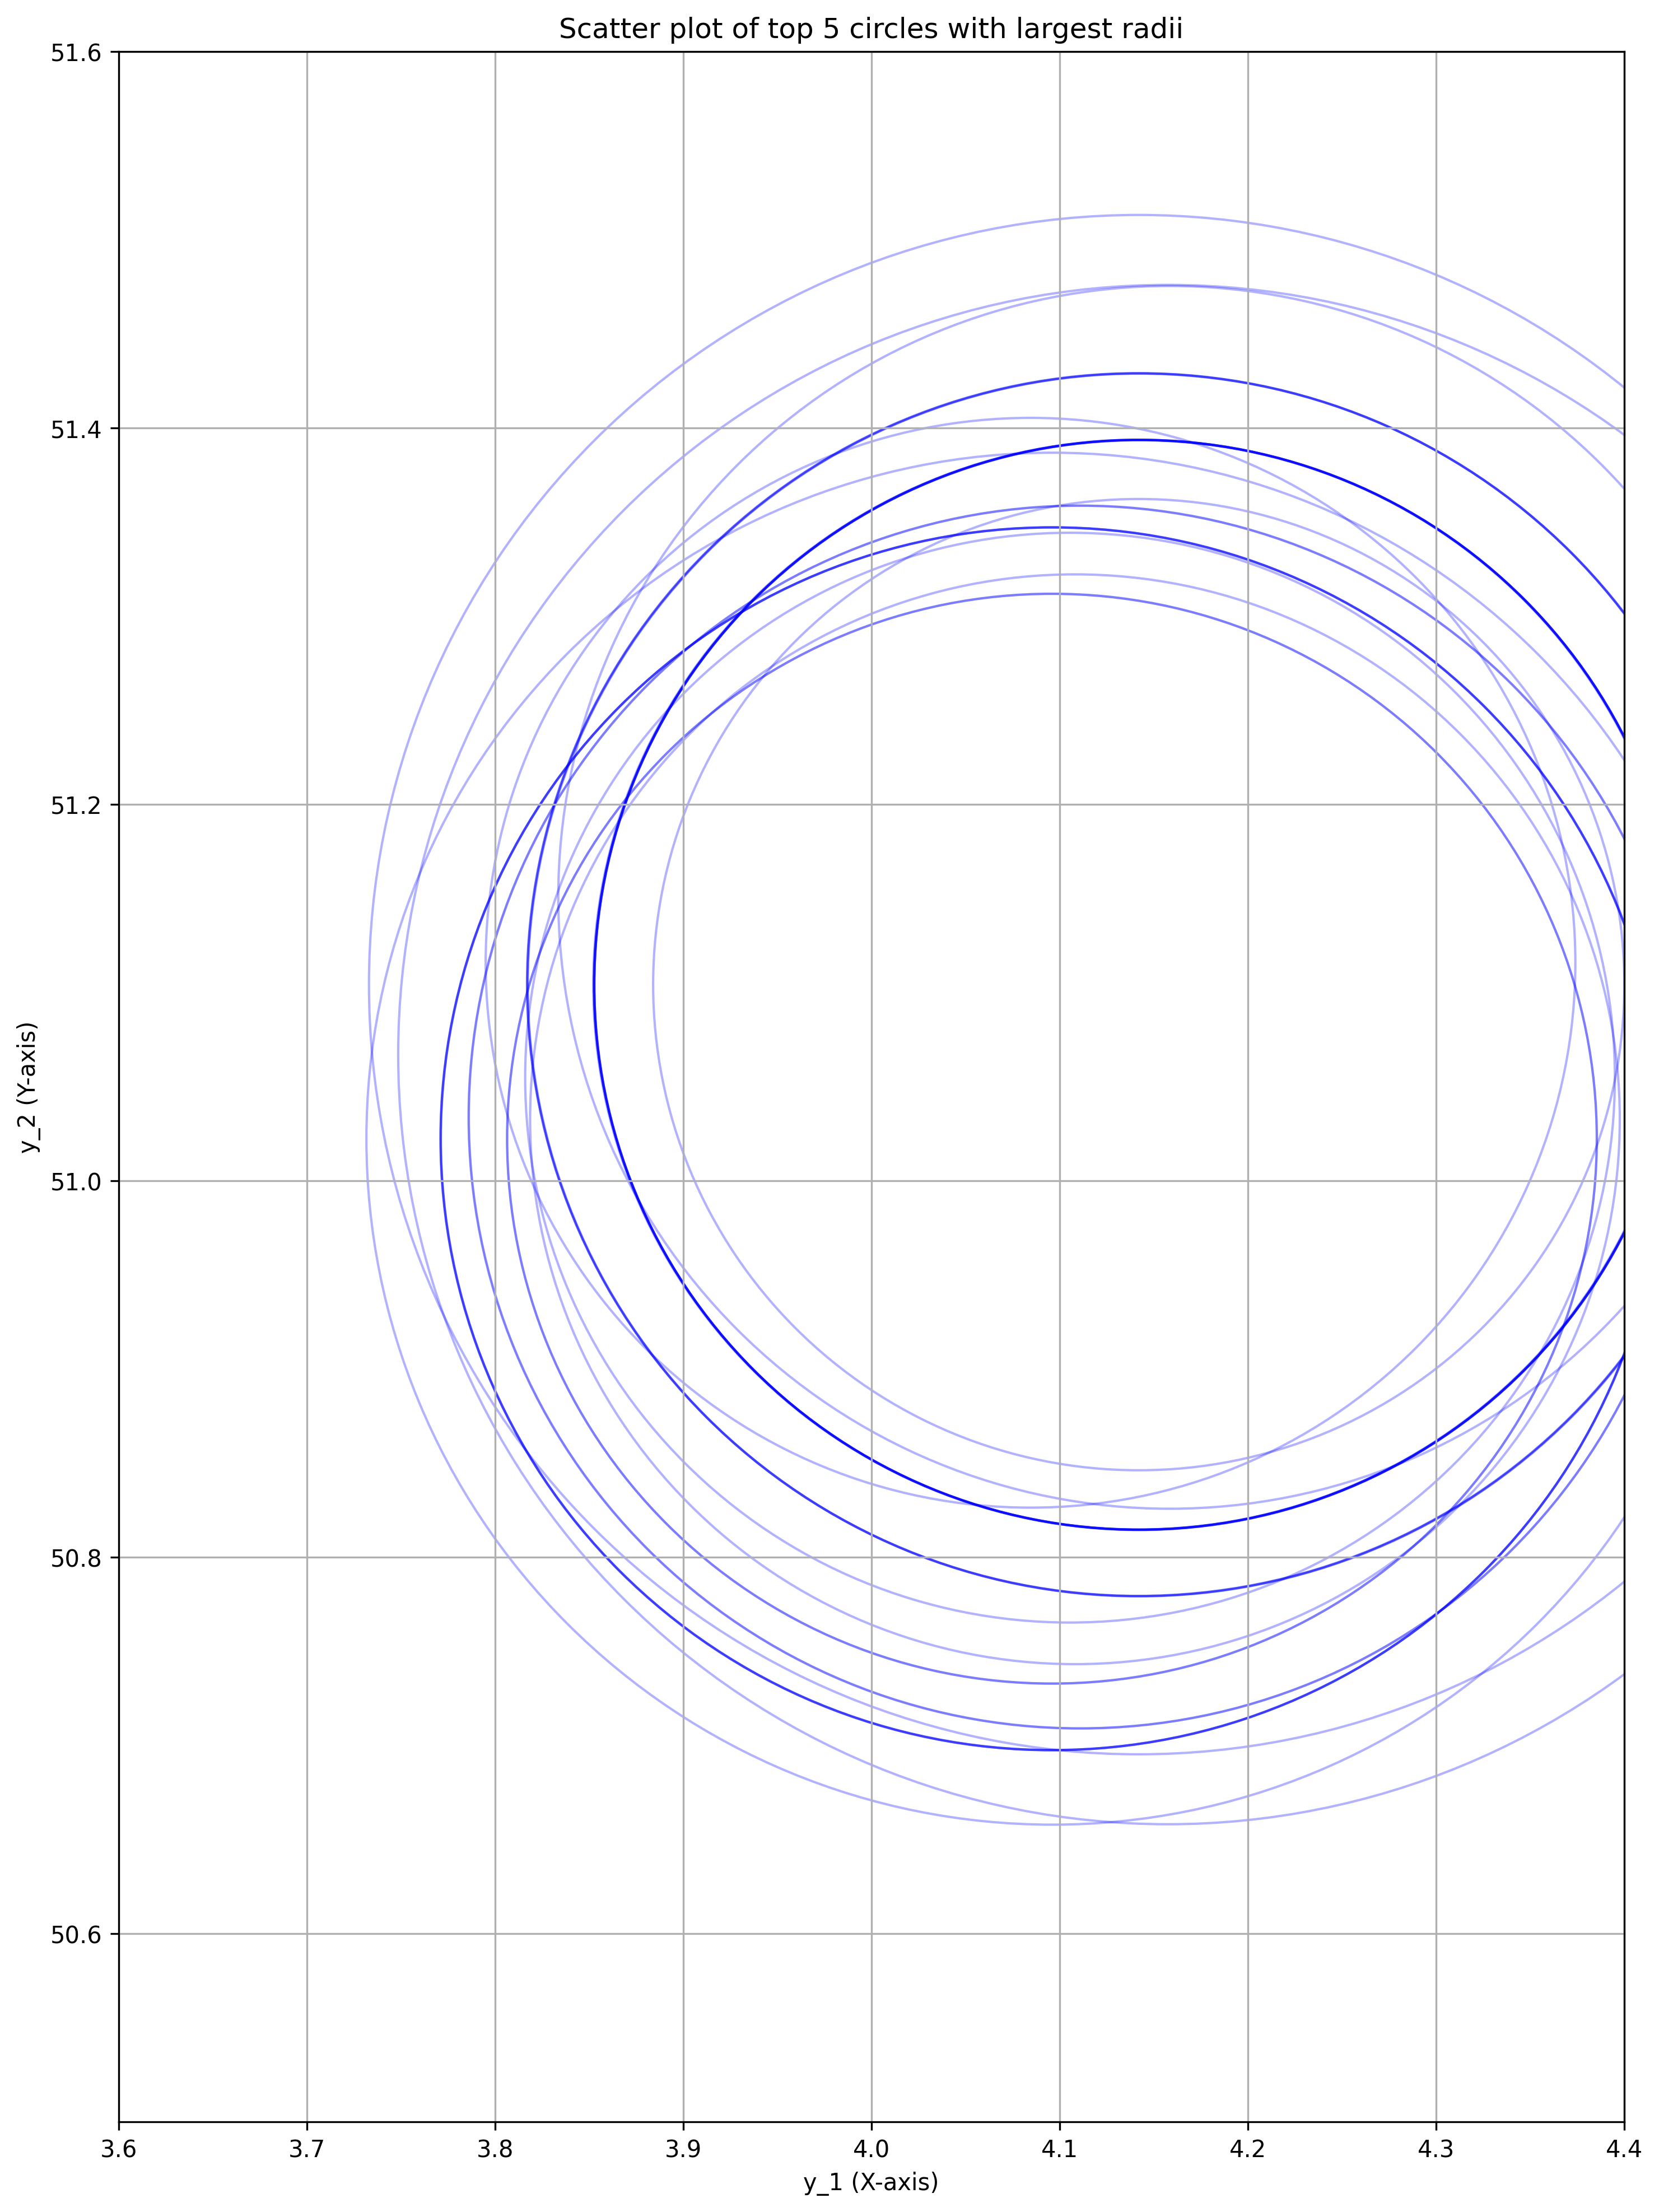 Scatter plot of top 5 circles with largest radii
51.6
51.4
51.2
51.0
50.8
50.6
y_2 (Y-axis)
3.6 3.7 3.8 3.9 4.0 4.1 4.2 4.3 4.4
y_1 (X-axis)